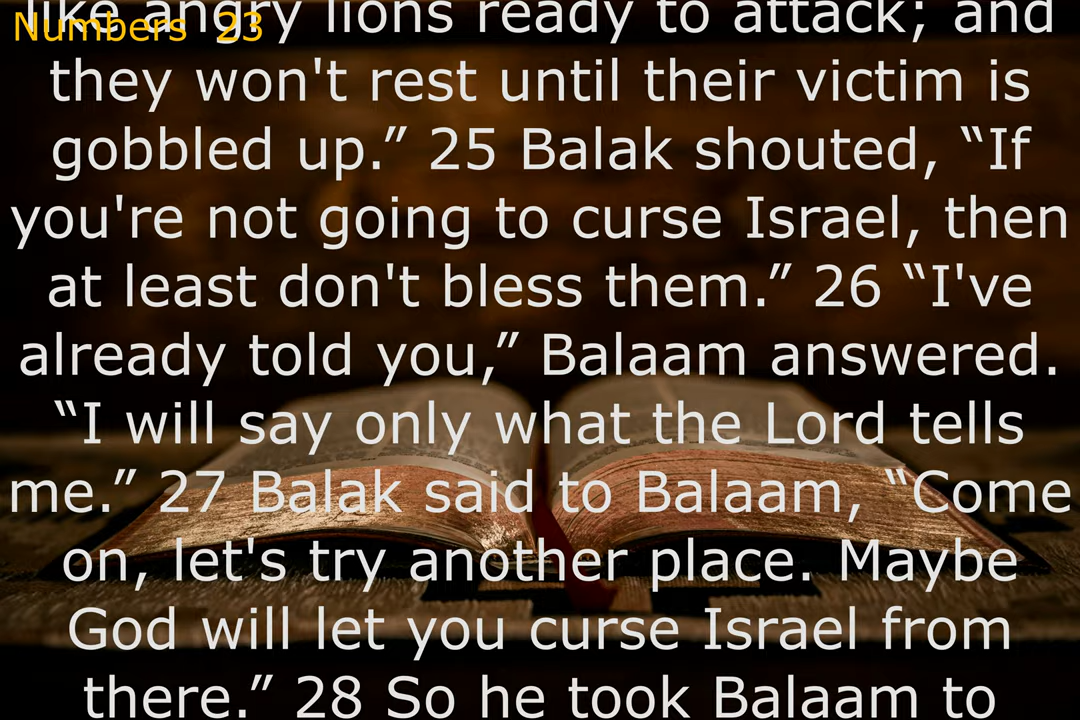 like angry lions ready to attack; and
Numbers 23
they won't rest until their victim is
gobbled up.” 25 Balak shouted, “If
you're not going to curse Israel, then
at least don't bless them.” 26 “I've
already told you,” Balaam answered.
“I will say only what the Lord tells
me.” 27 Balak said to Balaam, “Come
on, let's try another place. Maybe
God will let you curse Israel from
there.” 28 So he took Balaam to